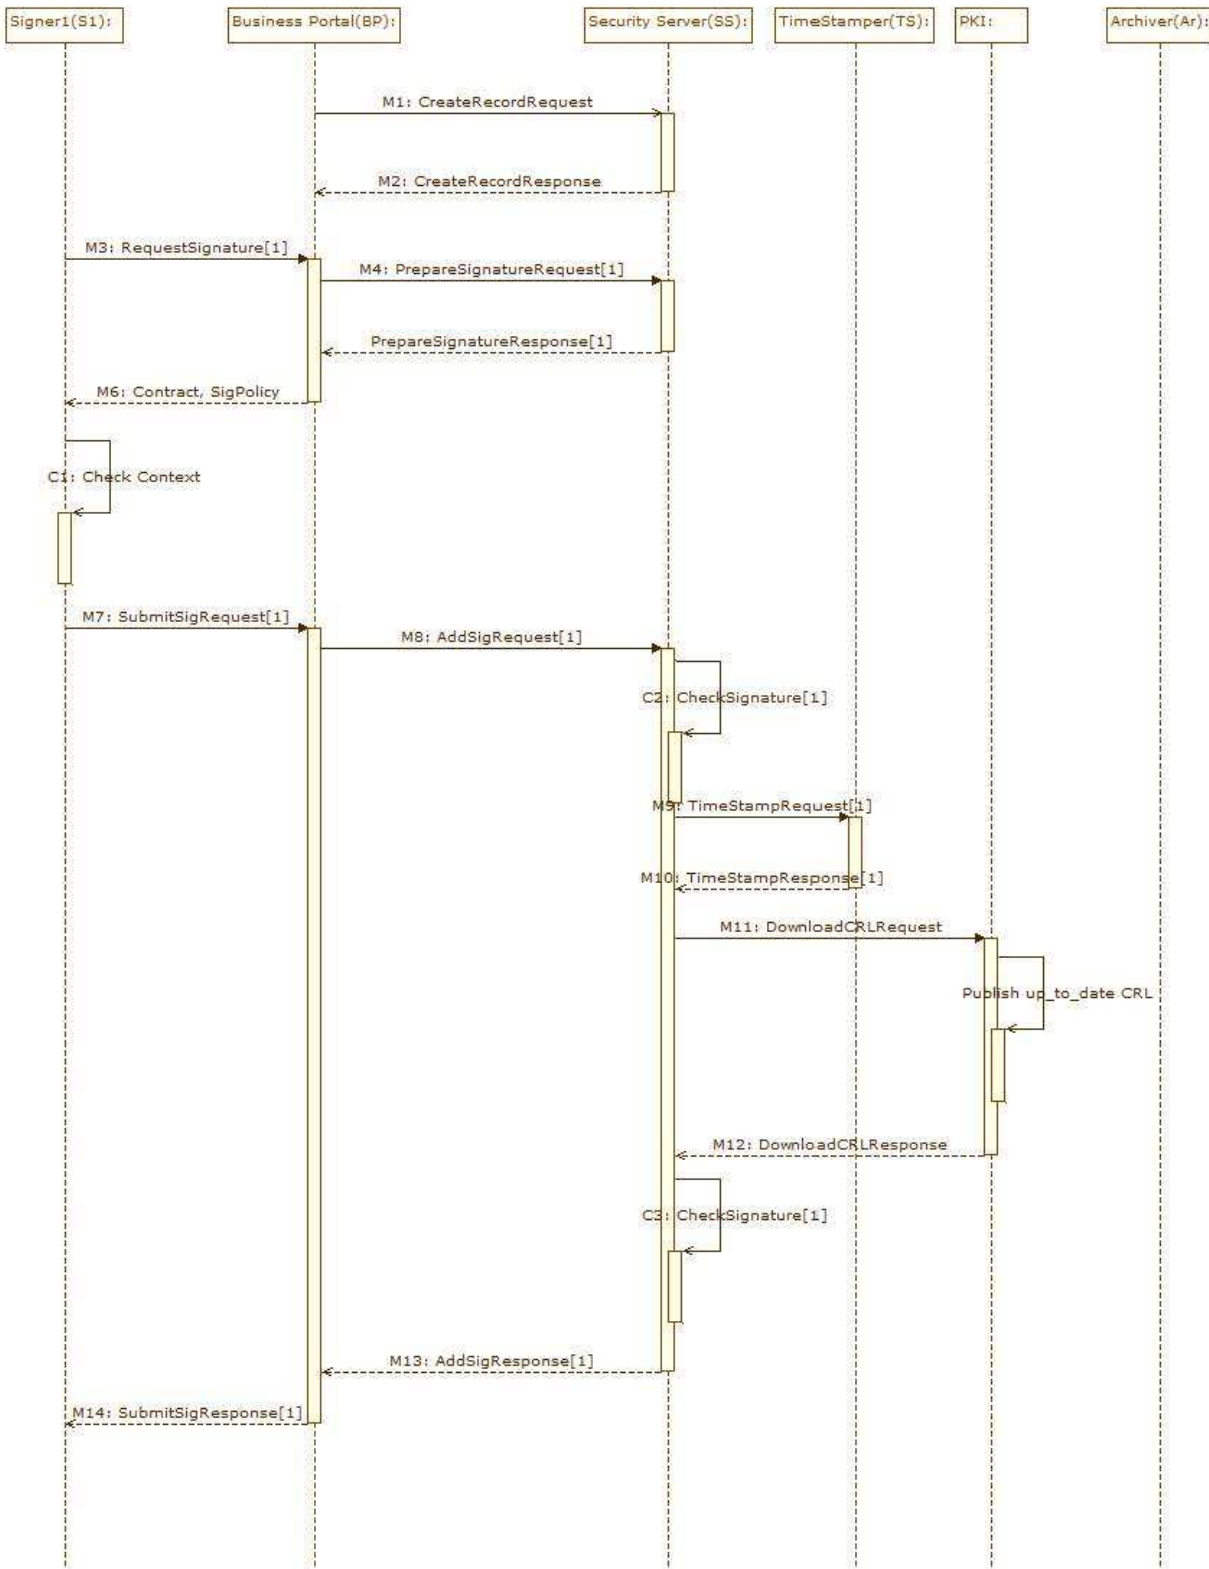 Signer1(S1):
Business Portal(BP):
Security Server(SS):
TimeStamper(TS):
PKI:
Archiver(Ar):
M1: CreateRecordRequest
M2: CreateRecordResponse
M3: RequestSignature[1]
M4: PrepareSignatureRequest[1]
PrepareSignatureResponse[1]
M6: Contract, SigPolicy
C1: Check Context
M7: SubmitSigRequest[1]
M8: AddSigRequest[1]
C2: CheckSignature[1]
M9: TimeStampRequest[1]
M10: TimeStampResponse[1]
M11: DownloadCRLRequest
Publish up_to_date CRL
M12: DownloadCRLResponse
C3: CheckSignature[1]
M13: AddSigResponse[1]
M14: SubmitSigResponse[1]